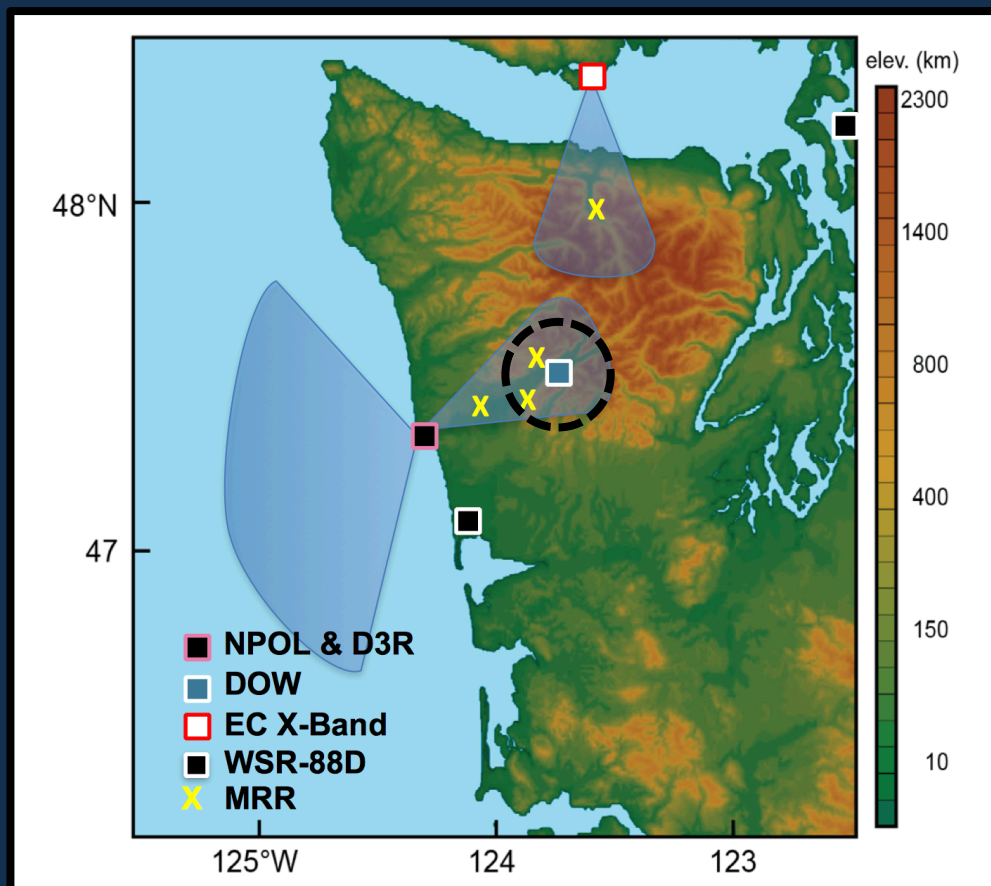 elev. (km)
2300
1400
800
400
150
10
48°N
47
NPOL & D3R
DOW
EC X-Band
WSR-88D
X MRR
X
X
X
X
125°W
124
123